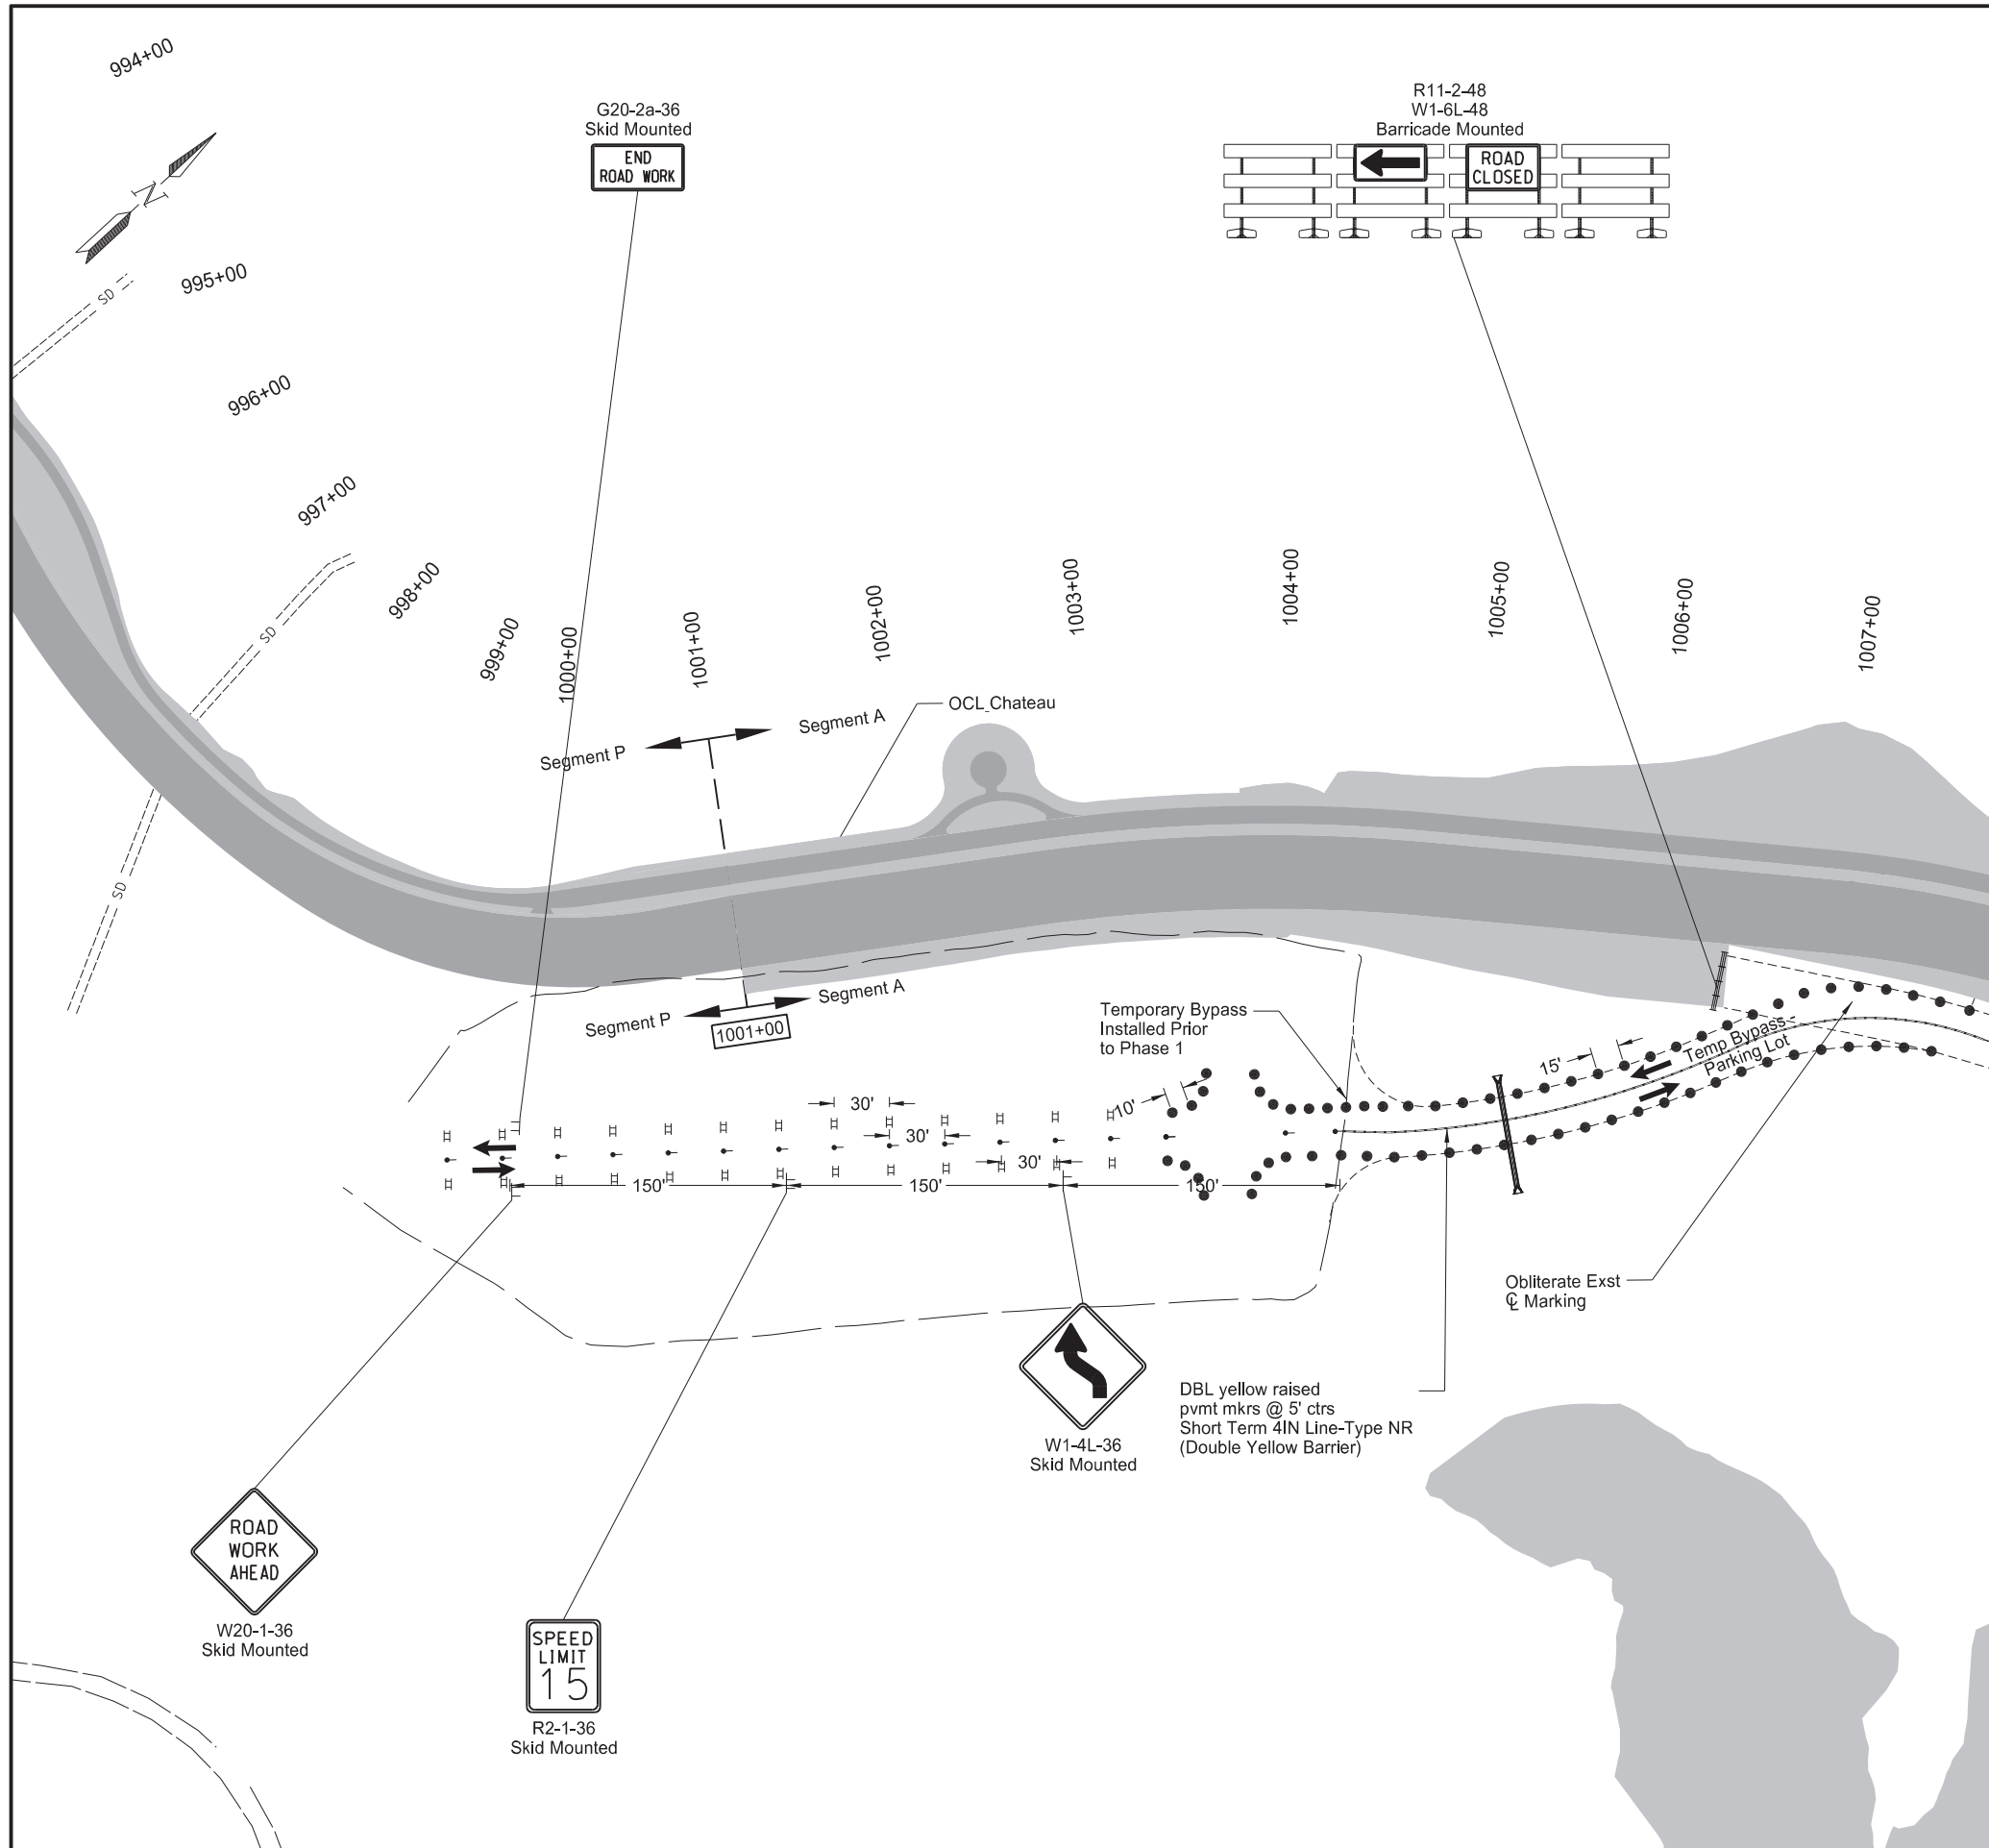 994+00
G20-2a-36
Skid Mounted
END
ROAD WORK
R11-2-48
W1-6L-48
Barricade Mounted
ROAD
CLOSED
N
995+00
SD
996+00
997+00
998+00
999+00
1000+00
1001+00
1002+00
1003+00
1004+00
1005+00
1006+00
1007+00
SD
SD
Segment P
Segment A
OCL_Chateau
Segment P
Segment A
1001+00
Temporary Bypass
Installed Prior
to Phase 1
Temp Bypass -
Parking Lot
15'
10'
30'
30'
30'
150'
150'
150'
Obliterate Exst
℄ Marking
DBL yellow raised
pvmt mkrs @ 5' ctrs
Short Term 4IN Line-Type NR
(Double Yellow Barrier)
W1-4L-36
Skid Mounted
ROAD
WORK
AHEAD
W20-1-36
Skid Mounted
SPEED
LIMIT
15
R2-1-36
Skid Mounted